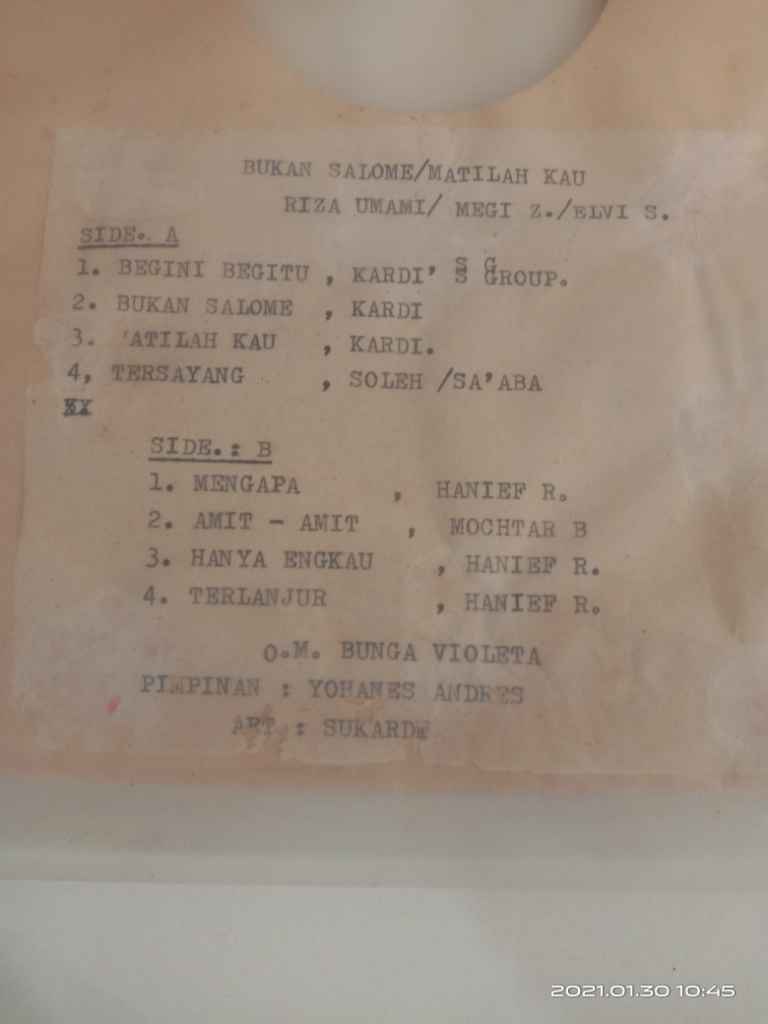 BUKAN SALOME/MATILAH KAU
RIZA UMAMI/ MEGI Z./ELVI S.
SIDE. A
1. BEGINI BEGITU , KARDI' S GROUP.
2. BUKAN SALOME , KARDI
3. 'ATILAH KAU , KARDI.
4, TERSAYANG , SOLEH /SA'ABA
SIDE.: B
1. MENGAPA , HANIEF R.
2. AMIT - AMIT , MOCHTAR B
3. HANYA ENGKAU , HANIEF R.
4. TERLANJUR , HANIEF R.
O.M. BUNGA VIOLETA
PIMPINAN : YOHANES ANDRES
ART : SUKARDI
2021.01.30 10:45